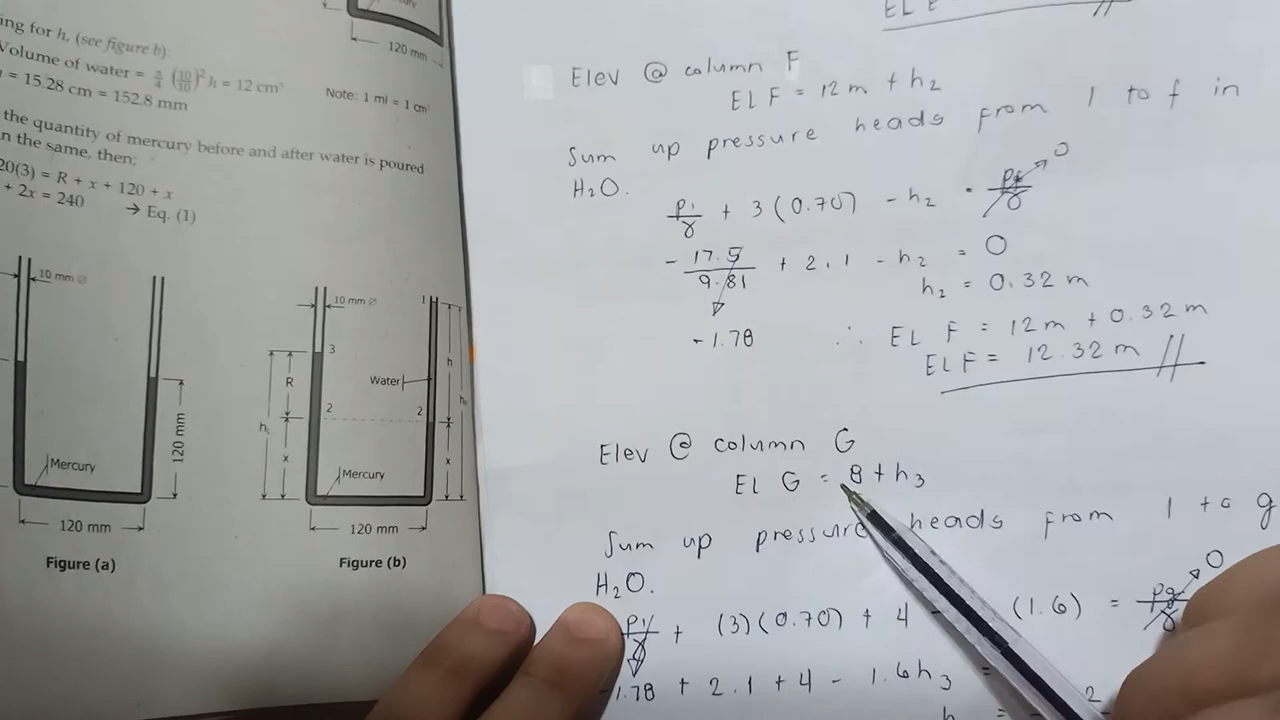 120 mm
ing for h, (see figure b):
Volume of water = π/4 (10/10)² h = 12 cm³
= 15.28 cm = 152.8 mm
Note: 1 ml = 1 cm³
the quantity of mercury before and after water is poured
n the same, then;
20(3) = R + x + 120 + x
+ 2x = 240 → Eq. (1)
10 mm Ø
120 mm
Mercury
120 mm
Figure (a)
10 mm Ø
1
3
R
h
Water
2
2
h
x
x
Mercury
120 mm
Figure (b)
EL E
Elev @ column F
EL F = 12m + h₂
Sum up pressure heads from 1 to f in
H₂O.
P1/γ + 3(0.70) - h₂ = Pf/γ 0
- 17.5/9.81 + 2.1 - h₂ = 0
h₂ = 0.32 m
-1.78
∴ EL F = 12m + 0.32 m
EL F = 12.32 m //
Elev @ column G
EL G = 8 + h₃
Sum up pressure heads from 1 to g
H₂O.
P1/γ + (3)(0.70) + 4 - (1.6) = Pg/γ 0
-1.78 + 2.1 + 4 - 1.6h₃ =